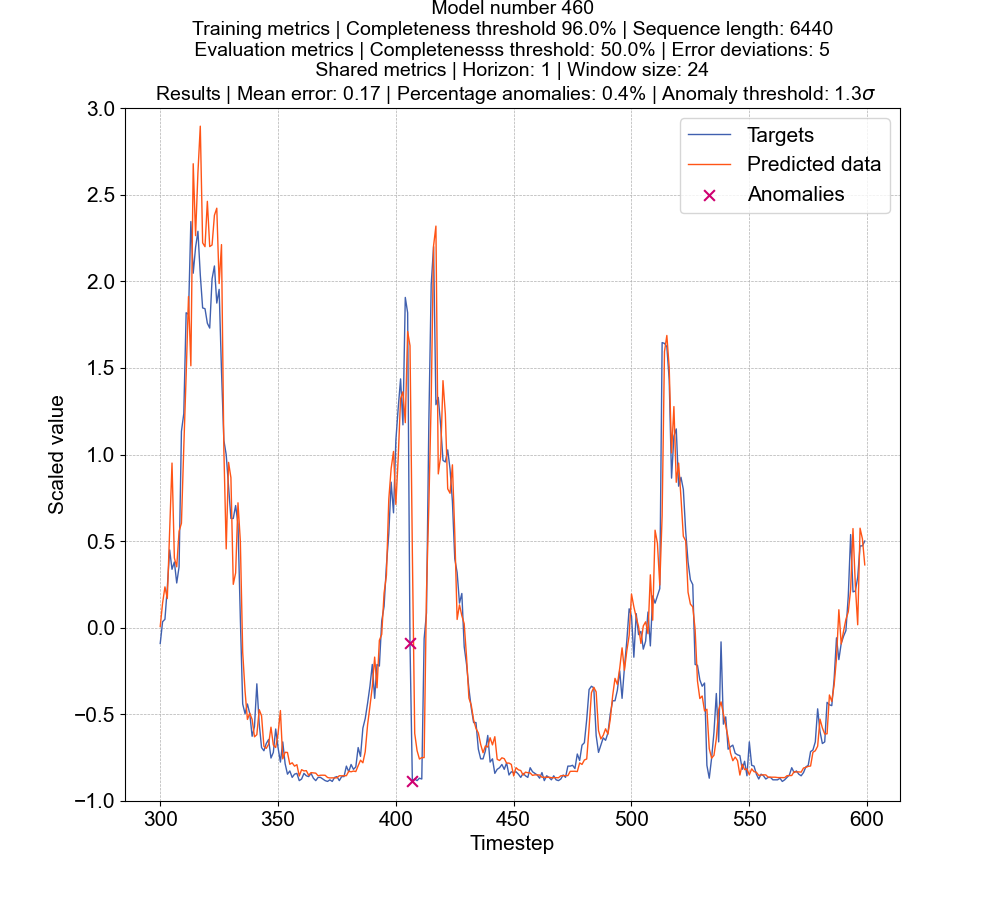 Model number 460
Training metrics | Completeness threshold 96.0% | Sequence length: 6440
Evaluation metrics | Completenesss threshold: 50.0% | Error deviations: 5
Shared metrics | Horizon: 1 | Window size: 24
Results | Mean error: 0.17 | Percentage anomalies: 0.4% | Anomaly threshold: 1.3σ
Targets
Predicted data
Anomalies
3.0
2.5
2.0
1.5
1.0
0.5
0.0
−0.5
−1.0
Scaled value
300
350
400
450
500
550
600
Timestep